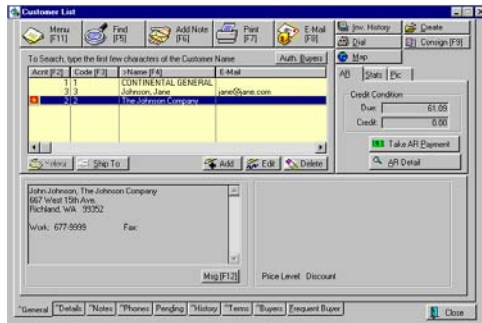 Customer List
Menu [F11]
Find [F5]
Add Note [F6]
Print [F7]
E-Mail [F8]
Inv. History
Create
Dial
Consign [F9]
Map
To Search, type the first few characters of the Customer Name
Auth. Buyers
Acnt [F2] Code [F3] >Name [F4] E-Mail
1 1 CONTINENTAL GENERAL
3 3 Johnson, Jane jane@jane.com
2 2 The Johnson Company
AB Stats Pic
Credit Condition
Due: 61.09
Credit: 0.00
Take AR Payment
AR Detail
Ship To
Add
Edit
Delete
John Johnson, The Johnson Company
667 West 15th Ave.
Richland, WA 99352
Work: 677-9999 Fax:
Msg [F12]
Price Level: Discount
"General "Details "Notes "Phones Pending "History "Terms "Buyers Frequent Buyer
Close